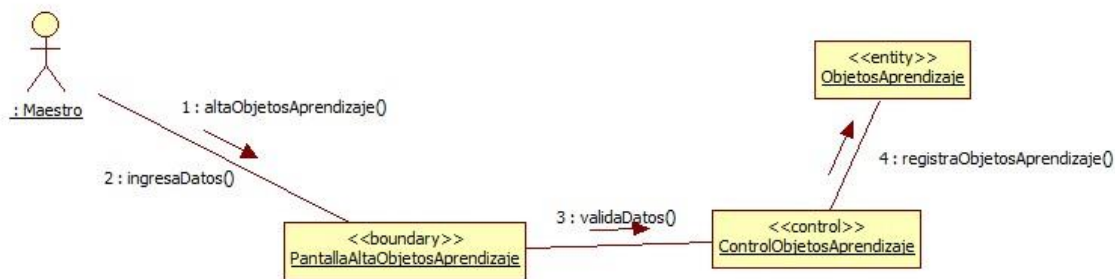 <<entity>>
ObjetosAprendizaje
: Maestro
1 : altaObjetosAprendizaje()
2 : ingresaDatos()
4 : registraObjetosAprendizaje()
3 : validaDatos()
<<boundary>>
PantallaAltaObjetosAprendizaje
<<control>>
ControlObjetosAprendizaje